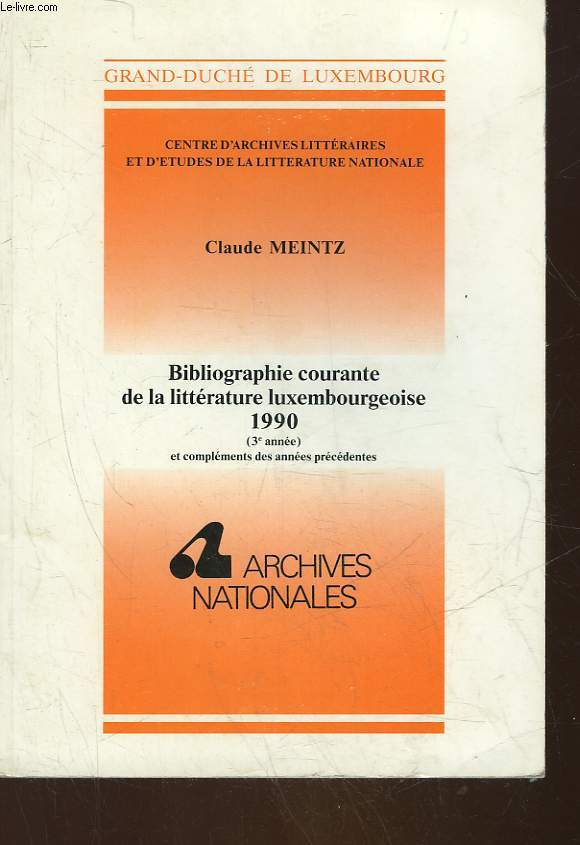 Le-livre.com
GRAND-DUCHÉ DE LUXEMBOURG
CENTRE D'ARCHIVES LITTÉRAIRES
ET D'ETUDES DE LA LITTERATURE NATIONALE
Claude MEINTZ
Bibliographie courante
de la littérature luxembourgeoise
1990
(3e année)
et compléments des années précédentes
ARCHIVES
NATIONALES